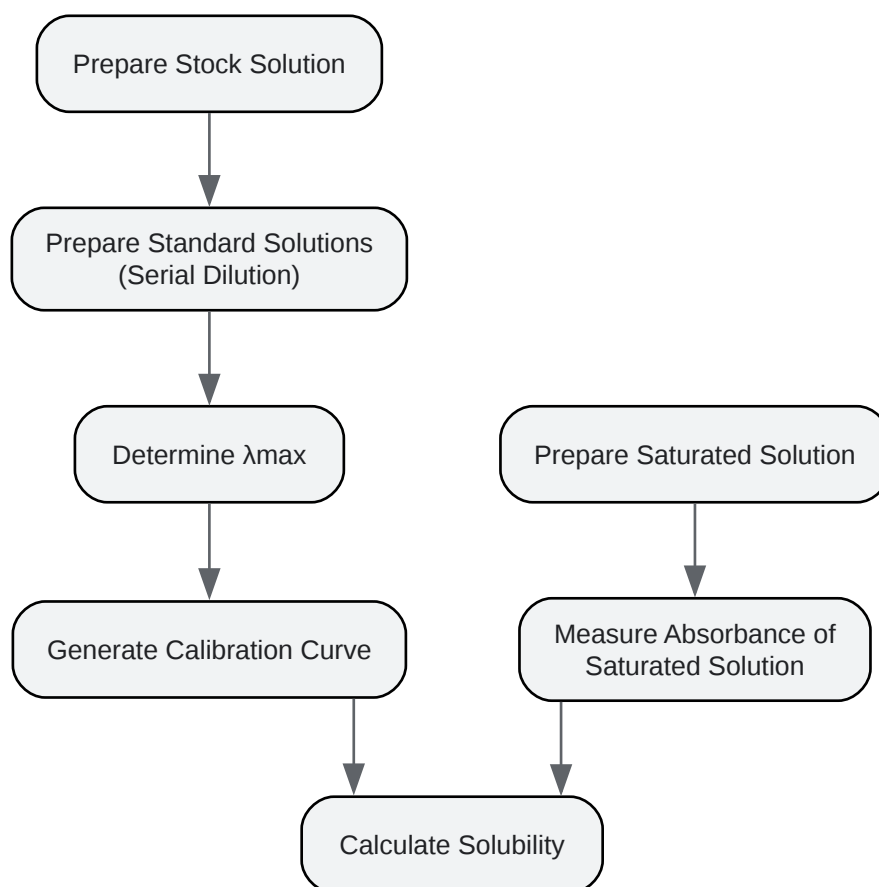 Prepare Stock Solution
Prepare Standard Solutions
(Serial Dilution)
Determine λmax
Prepare Saturated Solution
Generate Calibration Curve
Measure Absorbance of
Saturated Solution
Calculate Solubility